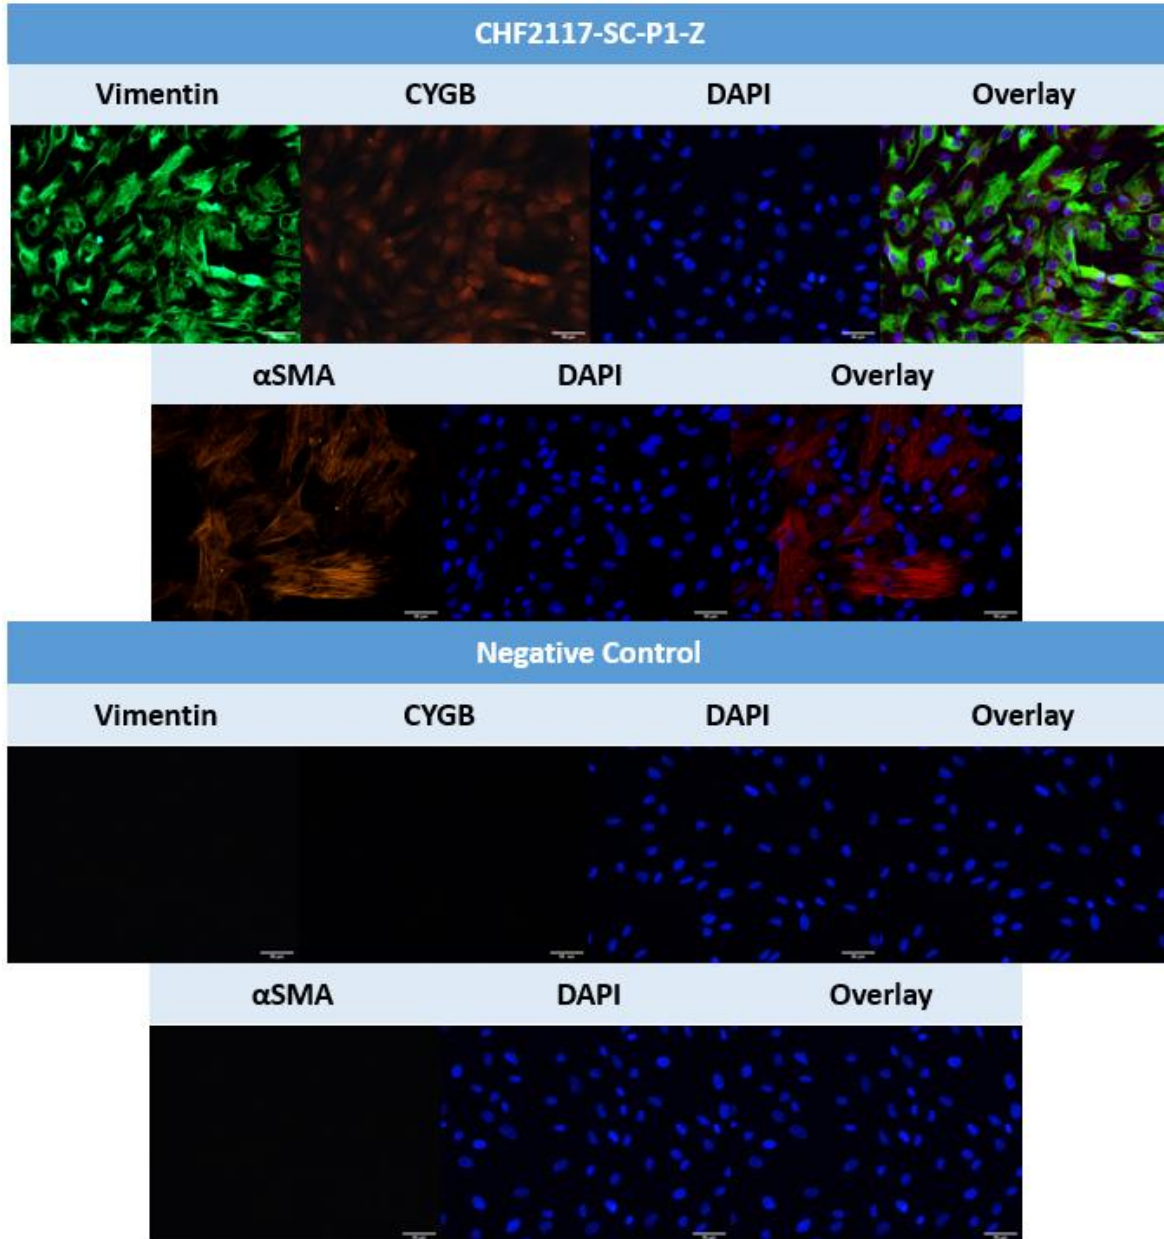 CHF2117-SC-P1-Z
Vimentin CYGB DAPI Overlay
αSMA DAPI Overlay
Negative Control
Vimentin CYGB DAPI Overlay
αSMA DAPI Overlay